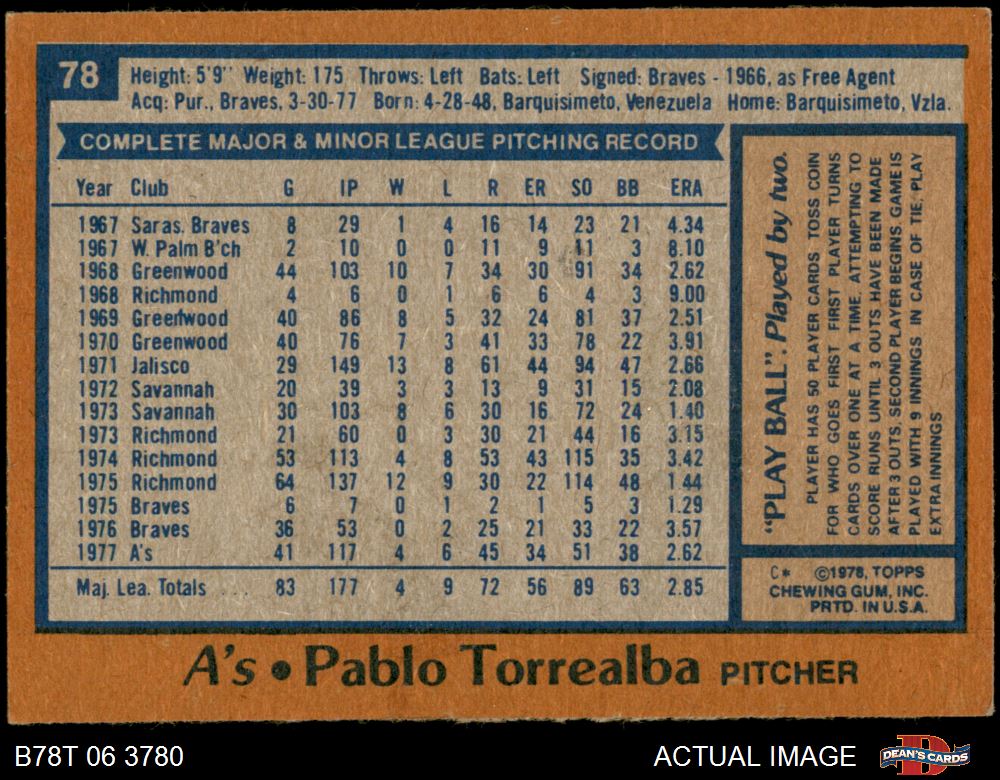 78
Height: 5'9" Weight: 175 Throws: Left Bats: Left Signed: Braves - 1966, as Free Agent
Acq: Pur., Braves, 3-30-77 Born: 4-28-48, Barquisimeto, Venezuela Home: Barquisimeto, Vzla.
COMPLETE MAJOR & MINOR LEAGUE PITCHING RECORD
Year Club G IP W L R ER SO BB ERA
1967 Saras. Braves 8 29 1 4 16 14 23 21 4.34
1967 W. Palm B'ch 2 10 0 0 11 9 11 3 8.10
1968 Greenwood 44 103 10 7 34 30 91 34 2.62
1968 Richmond 4 6 0 1 6 6 4 3 9.00
1969 Greenwood 40 86 8 5 32 24 81 37 2.51
1970 Greenwood 40 76 7 3 41 33 78 22 3.91
1971 Jalisco 29 149 13 8 61 44 94 47 2.66
1972 Savannah 20 39 3 3 13 9 31 15 2.08
1973 Savannah 30 103 8 6 30 16 72 24 1.40
1973 Richmond 21 60 0 3 30 21 44 16 3.15
1974 Richmond 53 113 4 8 53 43 115 35 3.42
1975 Richmond 64 137 12 9 30 22 114 48 1.44
1975 Braves 6 7 0 1 2 1 5 3 1.29
1976 Braves 36 53 0 2 25 21 33 22 3.57
1977 A's 41 117 4 6 45 34 51 38 2.62
Maj. Lea. Totals ... 83 177 4 9 72 56 89 63 2.85
"PLAY BALL". Played by two.
PLAYER HAS 50 PLAYER CARDS TOSS COIN
FOR WHO GOES FIRST. FIRST PLAYER TURNS
CARDS OVER ONE AT A TIME. ATTEMPTING TO
SCORE RUNS UNTIL 3 OUTS HAVE BEEN MADE
AFTER 3 OUTS. SECOND PLAYER BEGINS. GAME IS
PLAYED WITH 9 INNINGS IN CASE OF TIE, PLAY
EXTRA INNINGS
C* ©1978, TOPPS
CHEWING GUM, INC.
PRTD. IN U.S.A.
A's • Pablo Torrealba PITCHER
B78T 06 3780
ACTUAL IMAGE
DEAN'S CARDS